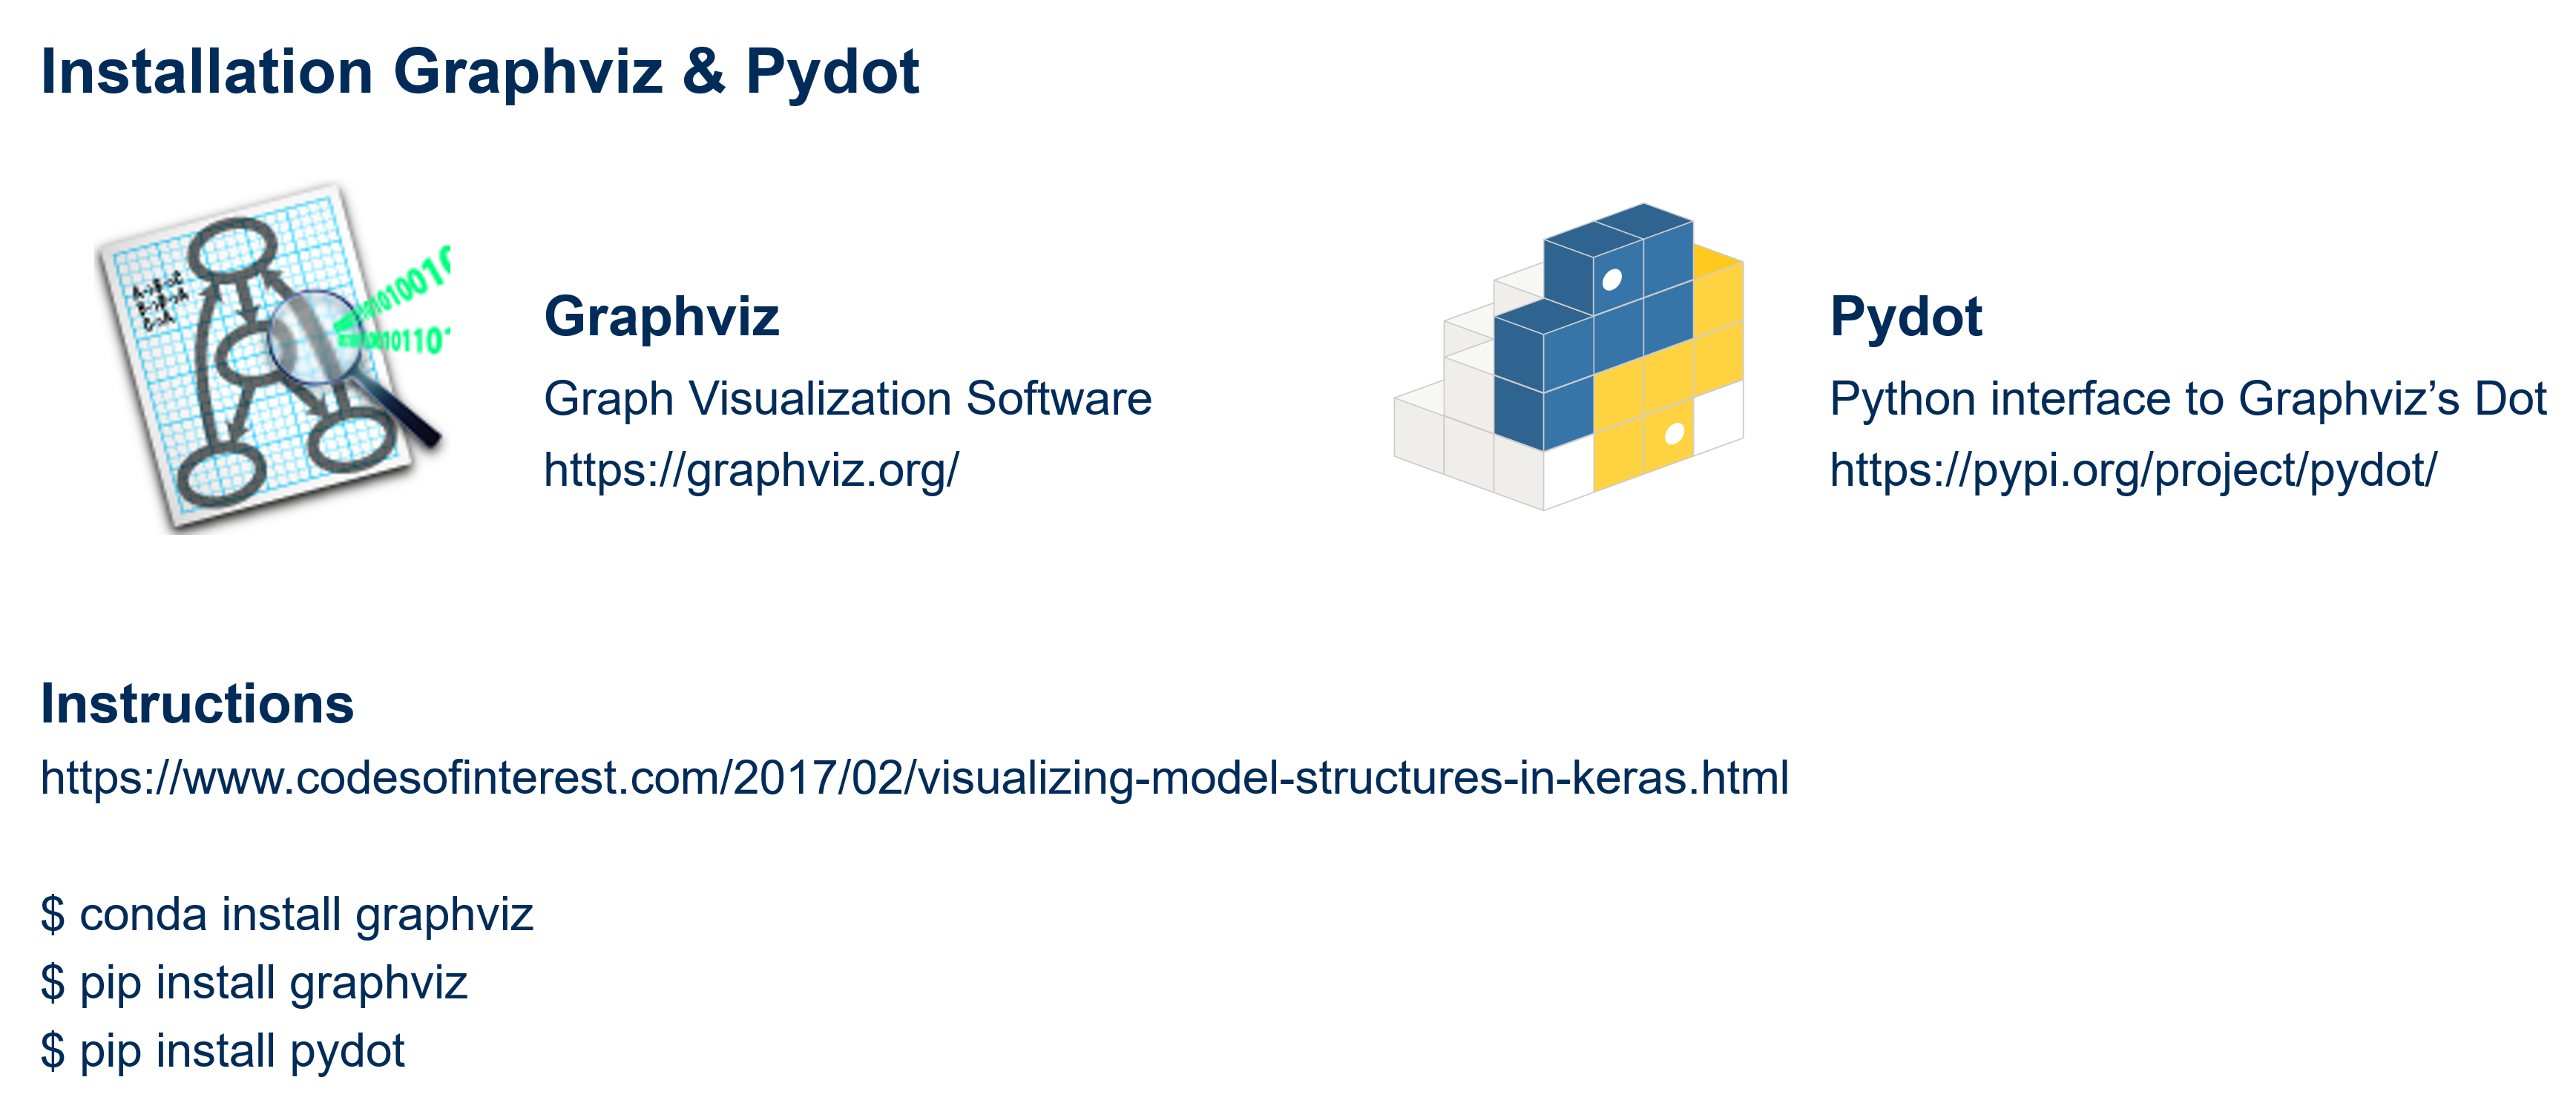 Installation Graphviz & Pydot
Graphviz
Graph Visualization Software
https://graphviz.org/
Pydot
Python interface to Graphviz’s Dot
https://pypi.org/project/pydot/
Instructions
https://www.codesofinterest.com/2017/02/visualizing-model-structures-in-keras.html
$ conda install graphviz
$ pip install graphviz
$ pip install pydot